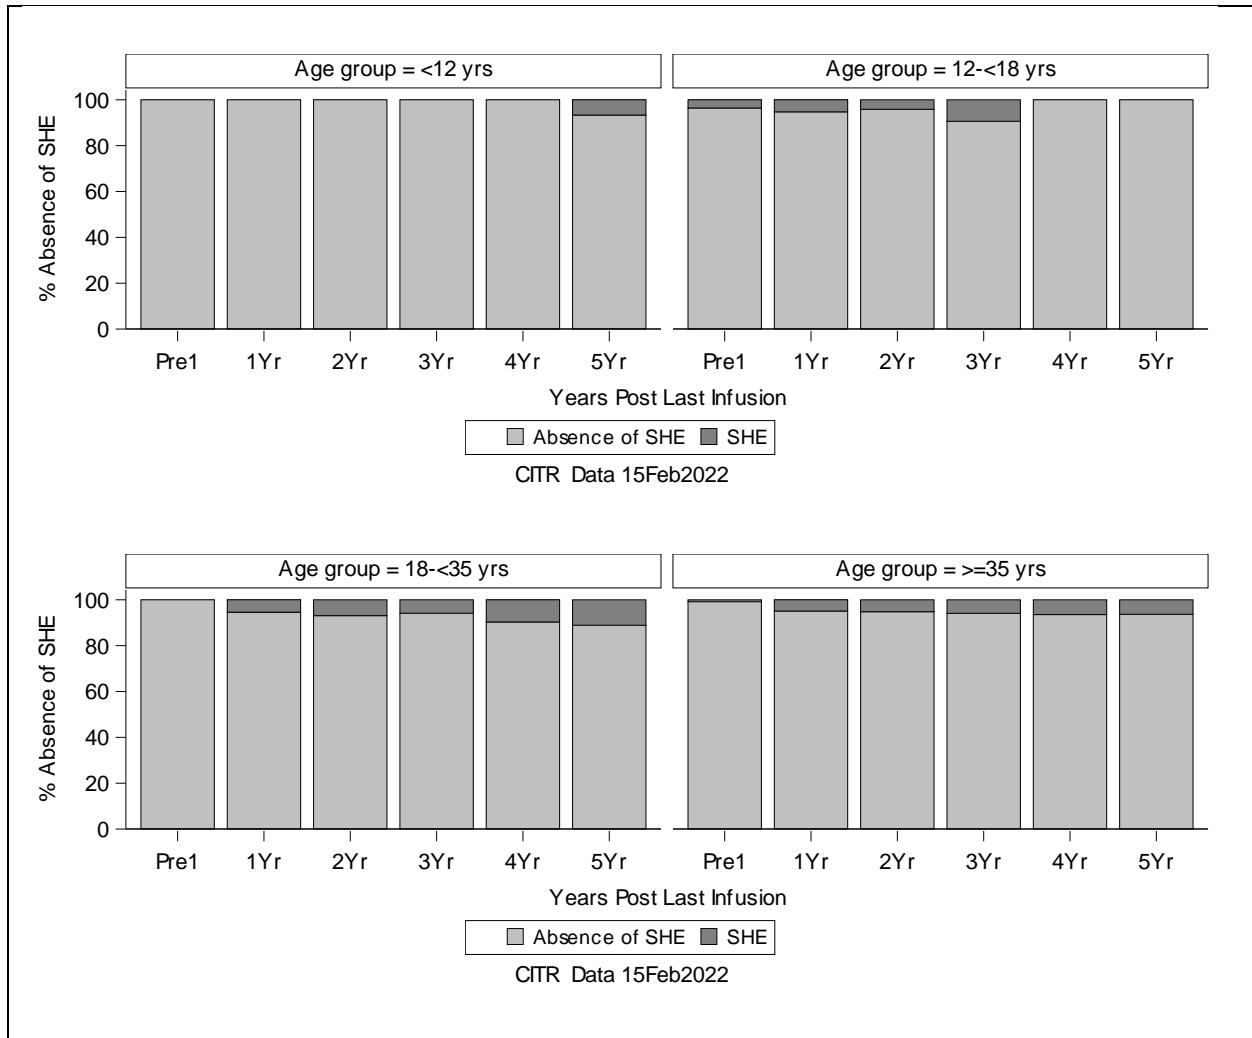 Age group = <12 yrs
Age group = 12-<18 yrs
% Absence of SHE
100
80
60
40
20
0
Pre1 1Yr 2Yr 3Yr 4Yr 5Yr
Pre1 1Yr 2Yr 3Yr 4Yr 5Yr
Years Post Last Infusion
Absence of SHE SHE
CITR Data 15Feb2022
Age group = 18-<35 yrs
Age group = >=35 yrs
% Absence of SHE
100
80
60
40
20
0
Pre1 1Yr 2Yr 3Yr 4Yr 5Yr
Pre1 1Yr 2Yr 3Yr 4Yr 5Yr
Years Post Last Infusion
Absence of SHE SHE
CITR Data 15Feb2022